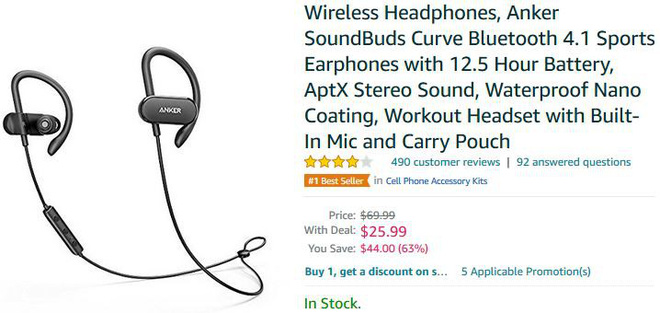 Wireless Headphones, Anker
SoundBuds Curve Bluetooth 4.1 Sports
Earphones with 12.5 Hour Battery,
AptX Stereo Sound, Waterproof Nano
Coating, Workout Headset with Built-
In Mic and Carry Pouch
490 customer reviews | 92 answered questions
#1 Best Seller in Cell Phone Accessory Kits
Price: $69.99
With Deal: $25.99
You Save: $44.00 (63%)
Buy 1, get a discount on s... 5 Applicable Promotion(s)
In Stock.
ANKER